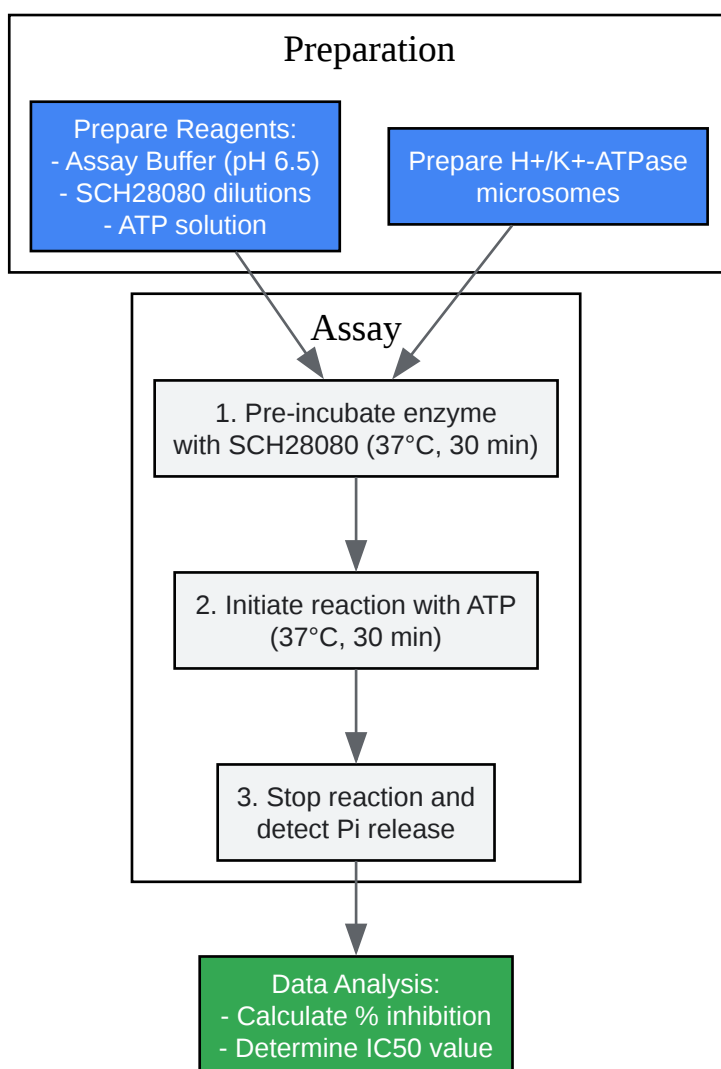 Preparation
Prepare Reagents:
- Assay Buffer (pH 6.5)
- SCH28080 dilutions
- ATP solution
Prepare H+/K+-ATPase
microsomes
Assay
1. Pre-incubate enzyme
with SCH28080 (37°C, 30 min)
2. Initiate reaction with ATP
(37°C, 30 min)
3. Stop reaction and
detect Pi release
Data Analysis:
- Calculate % inhibition
- Determine IC50 value